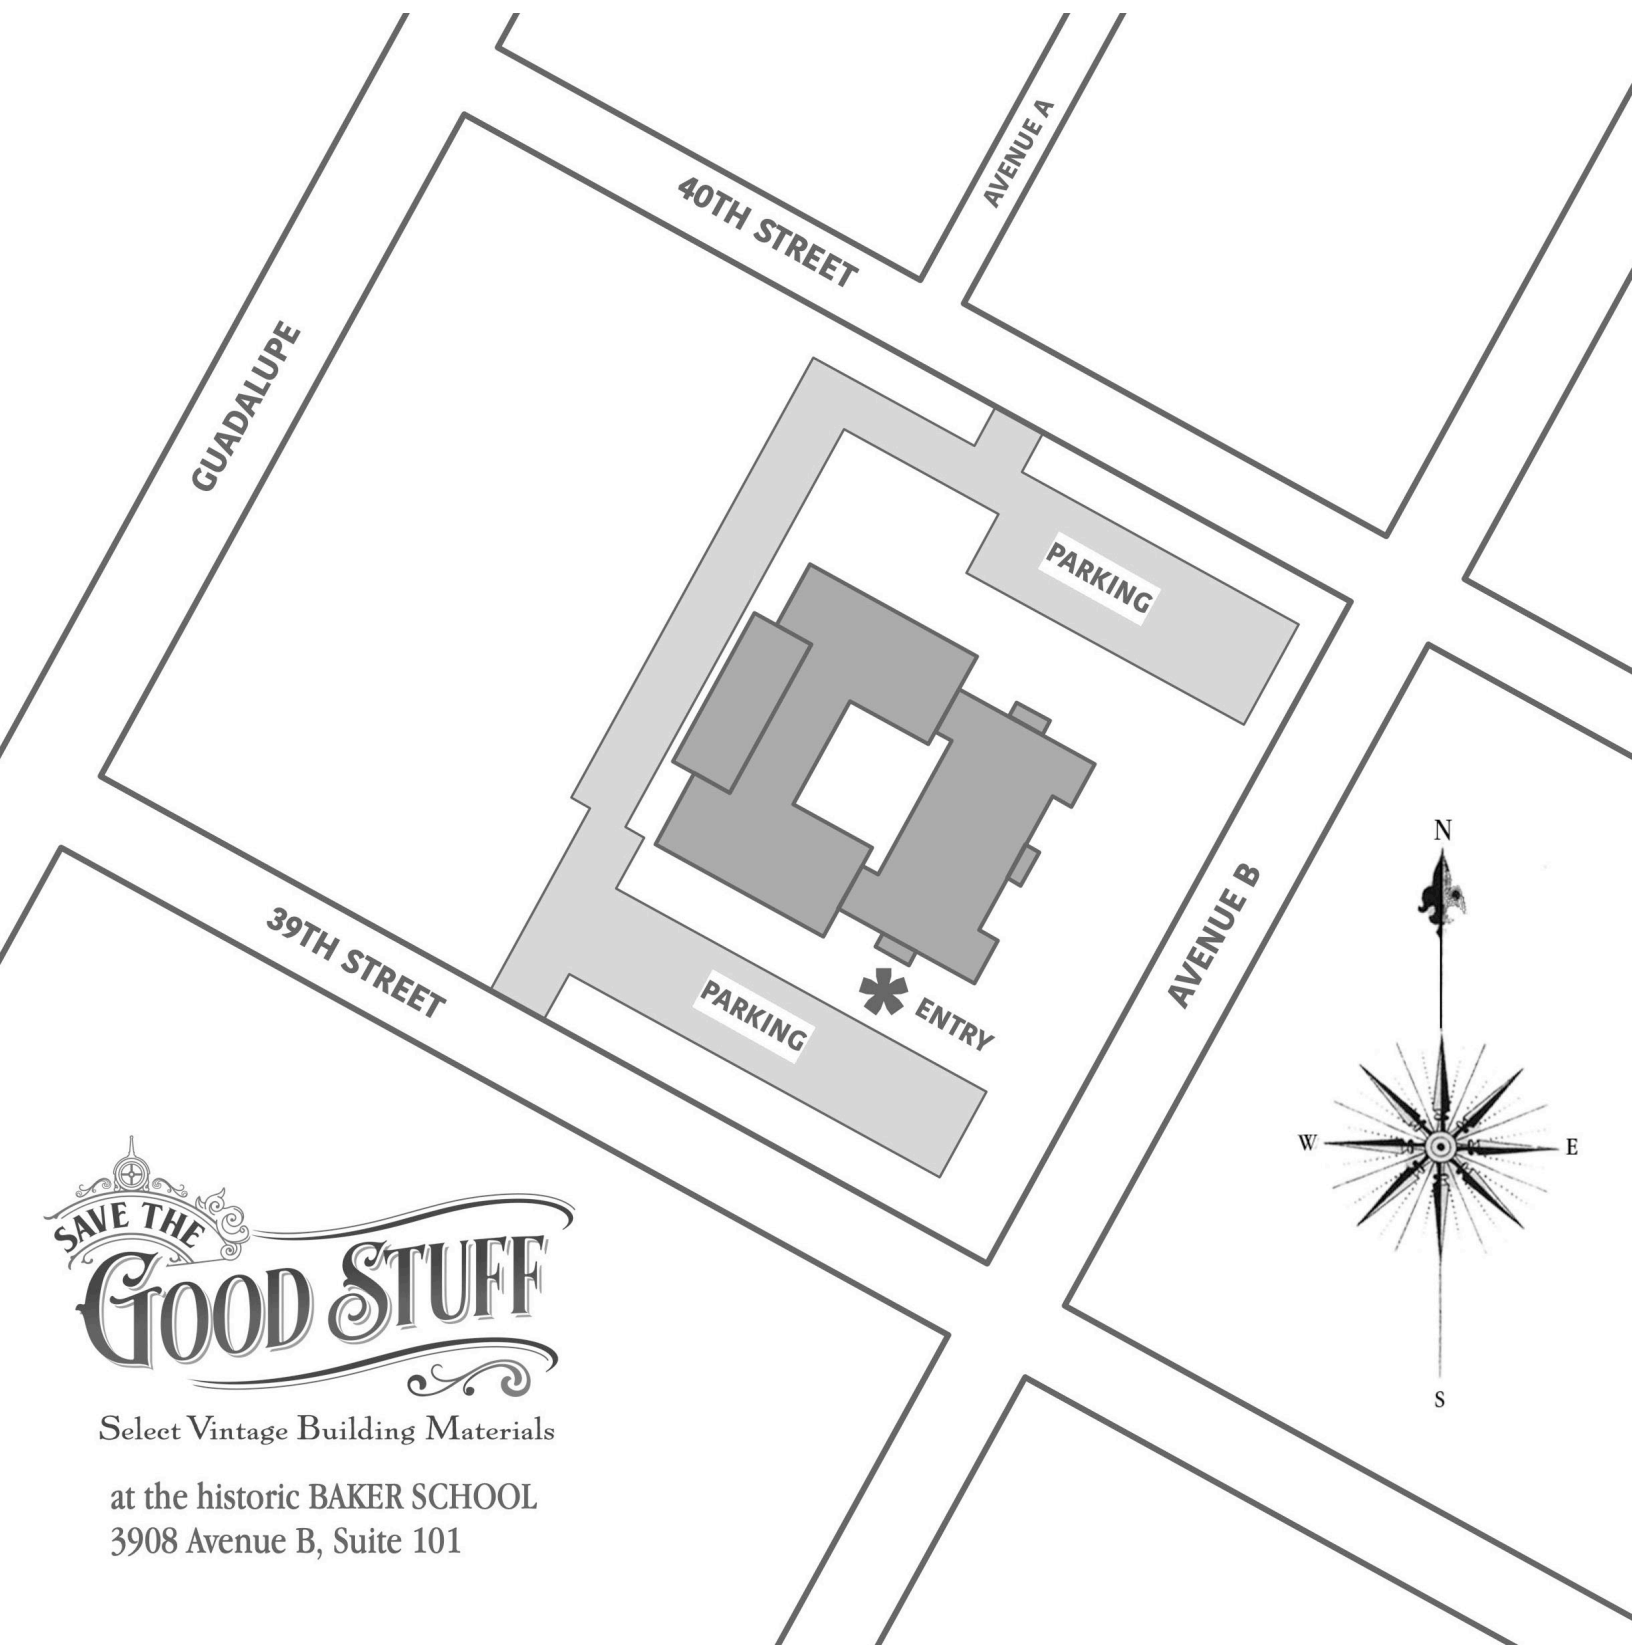 AVENUE A
40TH STREET
GUADALUPE
PARKING
N
AVENUE B
39TH STREET
PARKING
ENTRY
W
E
S
SAVE THE
GOOD STUFF
Select Vintage Building Materials
at the historic BAKER SCHOOL
3908 Avenue B, Suite 101